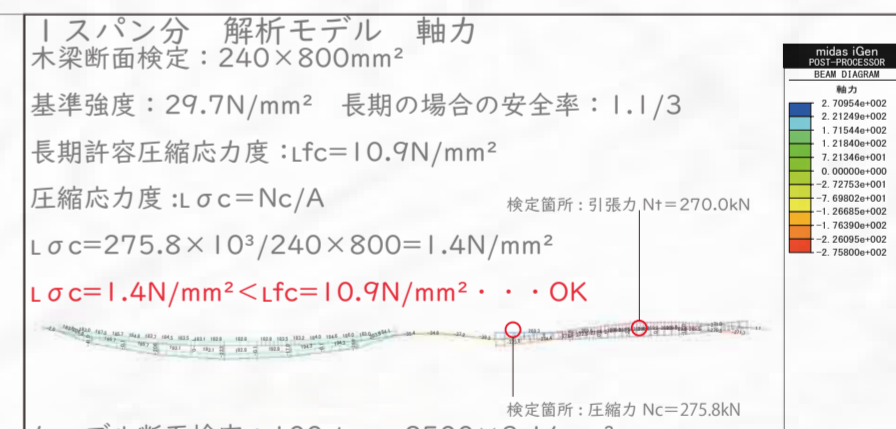 1スパン分　解析モデル　軸力
木梁断面検定：240×800mm²
基準強度：29.7N/mm²　長期の場合の安全率：1.1/3
長期許容圧縮応力度：Lfc=10.9N/mm²
圧縮応力度：Lσc=Nc/A
Lσc=275.8×10³/240×800=1.4N/mm²
Lσc=1.4N/mm²<Lfc=10.9N/mm²・・・OK
検定箇所：引張力 Nt=270.0kN
検定箇所：圧縮力 Nc=275.8kN
midas iGen
POST-PROCESSOR
BEAM DIAGRAM
軸力
2.70954e+002
2.21249e+002
1.71544e+002
1.21840e+002
7.21346e+001
0.00000e+000
-2.72753e+001
-7.69802e+001
-1.26685e+002
-1.76390e+002
-2.26095e+002
-2.75800e+002